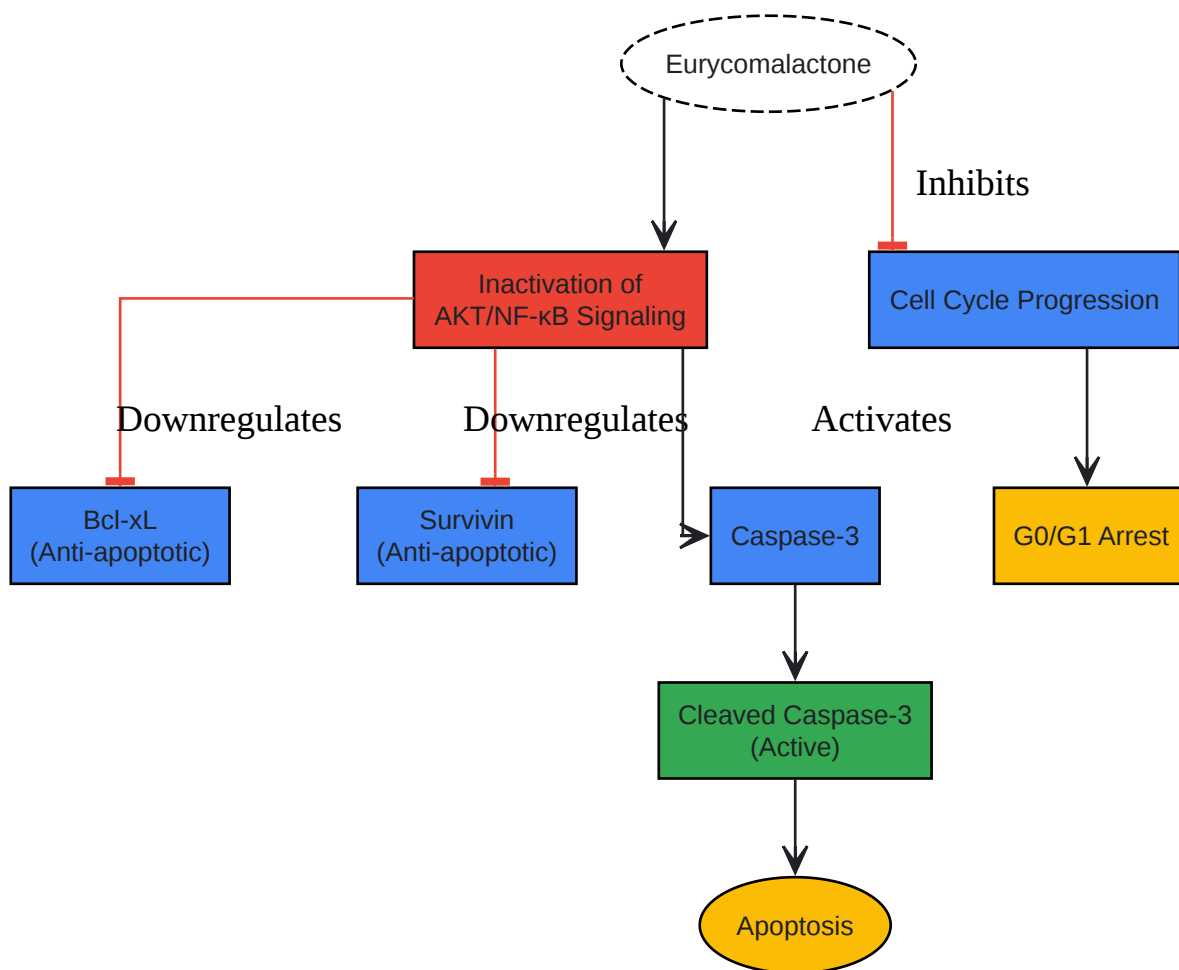 Eurycomalactone
Inhibits
Inactivation of
AKT/NF-κB Signaling
Cell Cycle Progression
Downregulates
Downregulates
Activates
Bcl-xL
(Anti-apoptotic)
Survivin
(Anti-apoptotic)
Caspase-3
G0/G1 Arrest
Cleaved Caspase-3
(Active)
Apoptosis